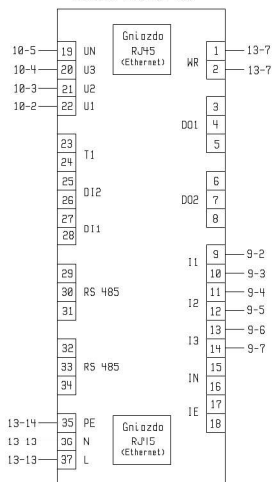 Gniozdo
RJ45
(Ethernet)
10-5 19 UN
10-4 20 U3
10-3 21 U2
10-2 22 U1
WR 1 13-7
2 13-7
3
DO1 4
5
23
T1
24
25
DI2
26
27
DI1
28
6
DO2 7
8
29
30 RS 485
31
I1 9 9-2
10 9-3
I2 11 9-4
12 9-5
I3 13 9-6
14 9-7
IN 15
16
IE 17
18
32
33 RS 485
34
13-14 35 PE
13 13 36 N
13-13 37 L
Gniozdo
RJ45
(Ethernet)